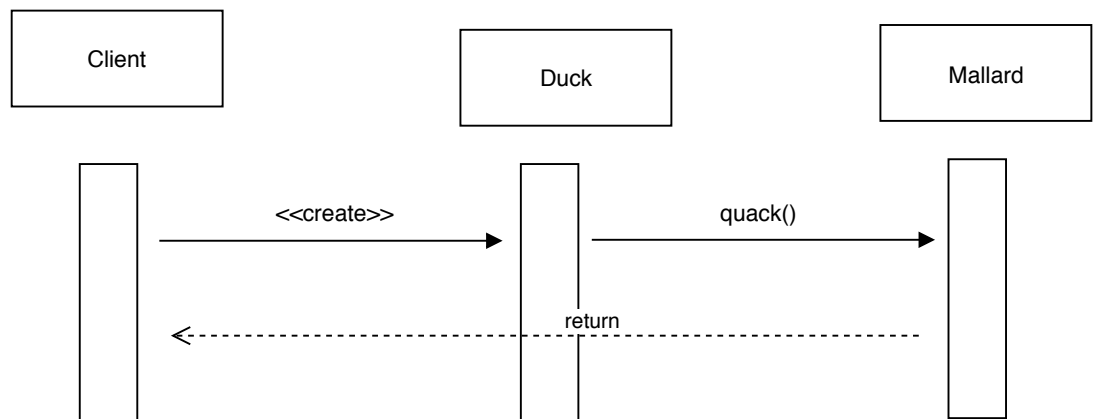 Client
Duck
Mallard
<<create>>
quack()
return